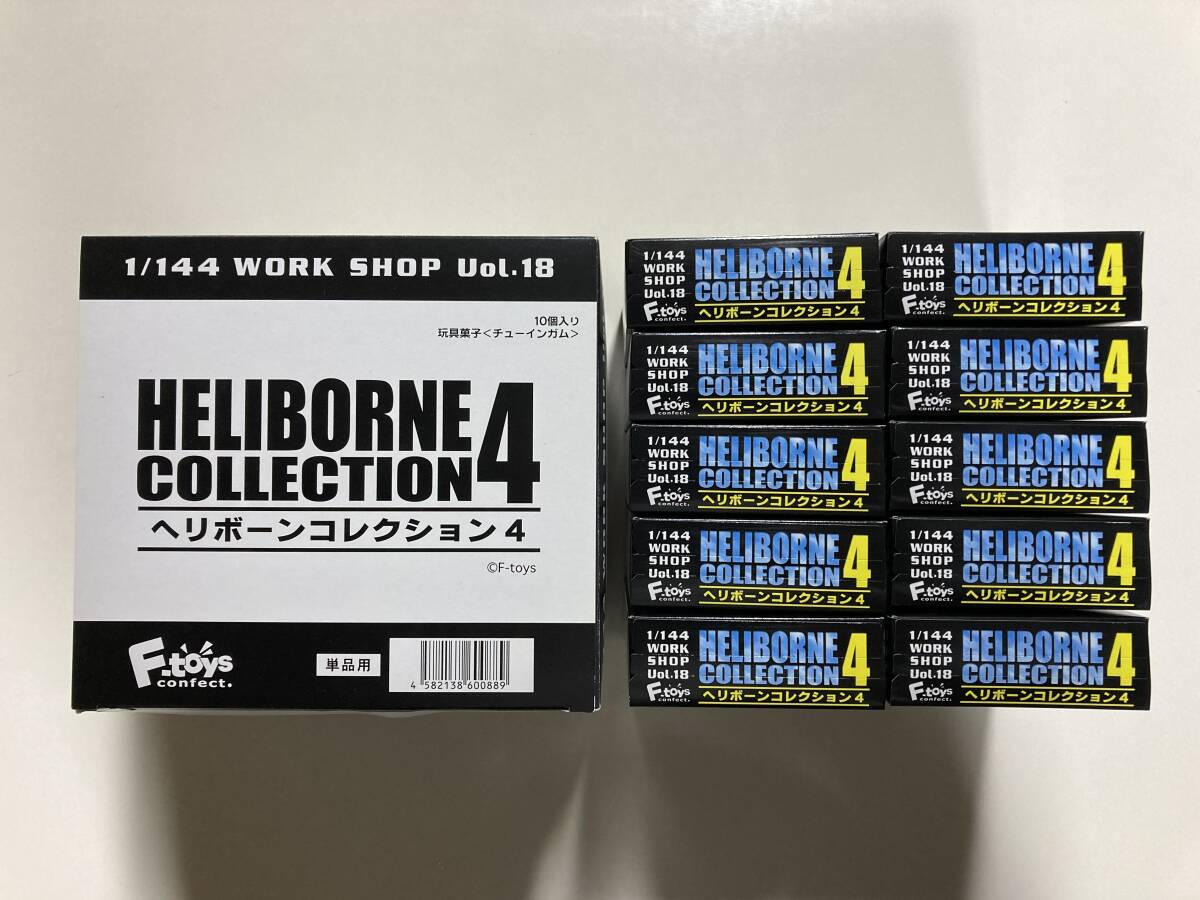 1/144 WORK SHOP Vol.18
10個入り
玩具菓子<チューインガム>
HELIBORNE
COLLECTION 4
ヘリボーンコレクション4
©F-toys
F-toys
confect.
単品用
4 582138 600889
1/144
WORK
SHOP
Vol.18
F-toys
confect.
HELIBORNE
COLLECTION 4
ヘリボーンコレクション4
1/144
WORK
SHOP
Vol.18
F-toys
confect.
HELIBORNE
COLLECTION 4
ヘリボーンコレクション4
1/144
WORK
SHOP
Vol.18
F-toys
confect.
HELIBORNE
COLLECTION 4
ヘリボーンコレクション4
1/144
WORK
SHOP
Vol.18
F-toys
confect.
HELIBORNE
COLLECTION 4
ヘリボーンコレクション4
1/144
WORK
SHOP
Vol.18
F-toys
confect.
HELIBORNE
COLLECTION 4
ヘリボーンコレクション4
1/144
WORK
SHOP
Vol.18
F-toys
confect.
HELIBORNE
COLLECTION 4
ヘリボーンコレクション4
1/144
WORK
SHOP
Vol.18
F-toys
confect.
HELIBORNE
COLLECTION 4
ヘリボーンコレクション4
1/144
WORK
SHOP
Vol.18
F-toys
confect.
HELIBORNE
COLLECTION 4
ヘリボーンコレクション4
1/144
WORK
SHOP
Vol.18
F-toys
confect.
HELIBORNE
COLLECTION 4
ヘリボーンコレクション4
1/144
WORK
SHOP
Vol.18
F-toys
confect.
HELIBORNE
COLLECTION 4
ヘリボーンコレクション4